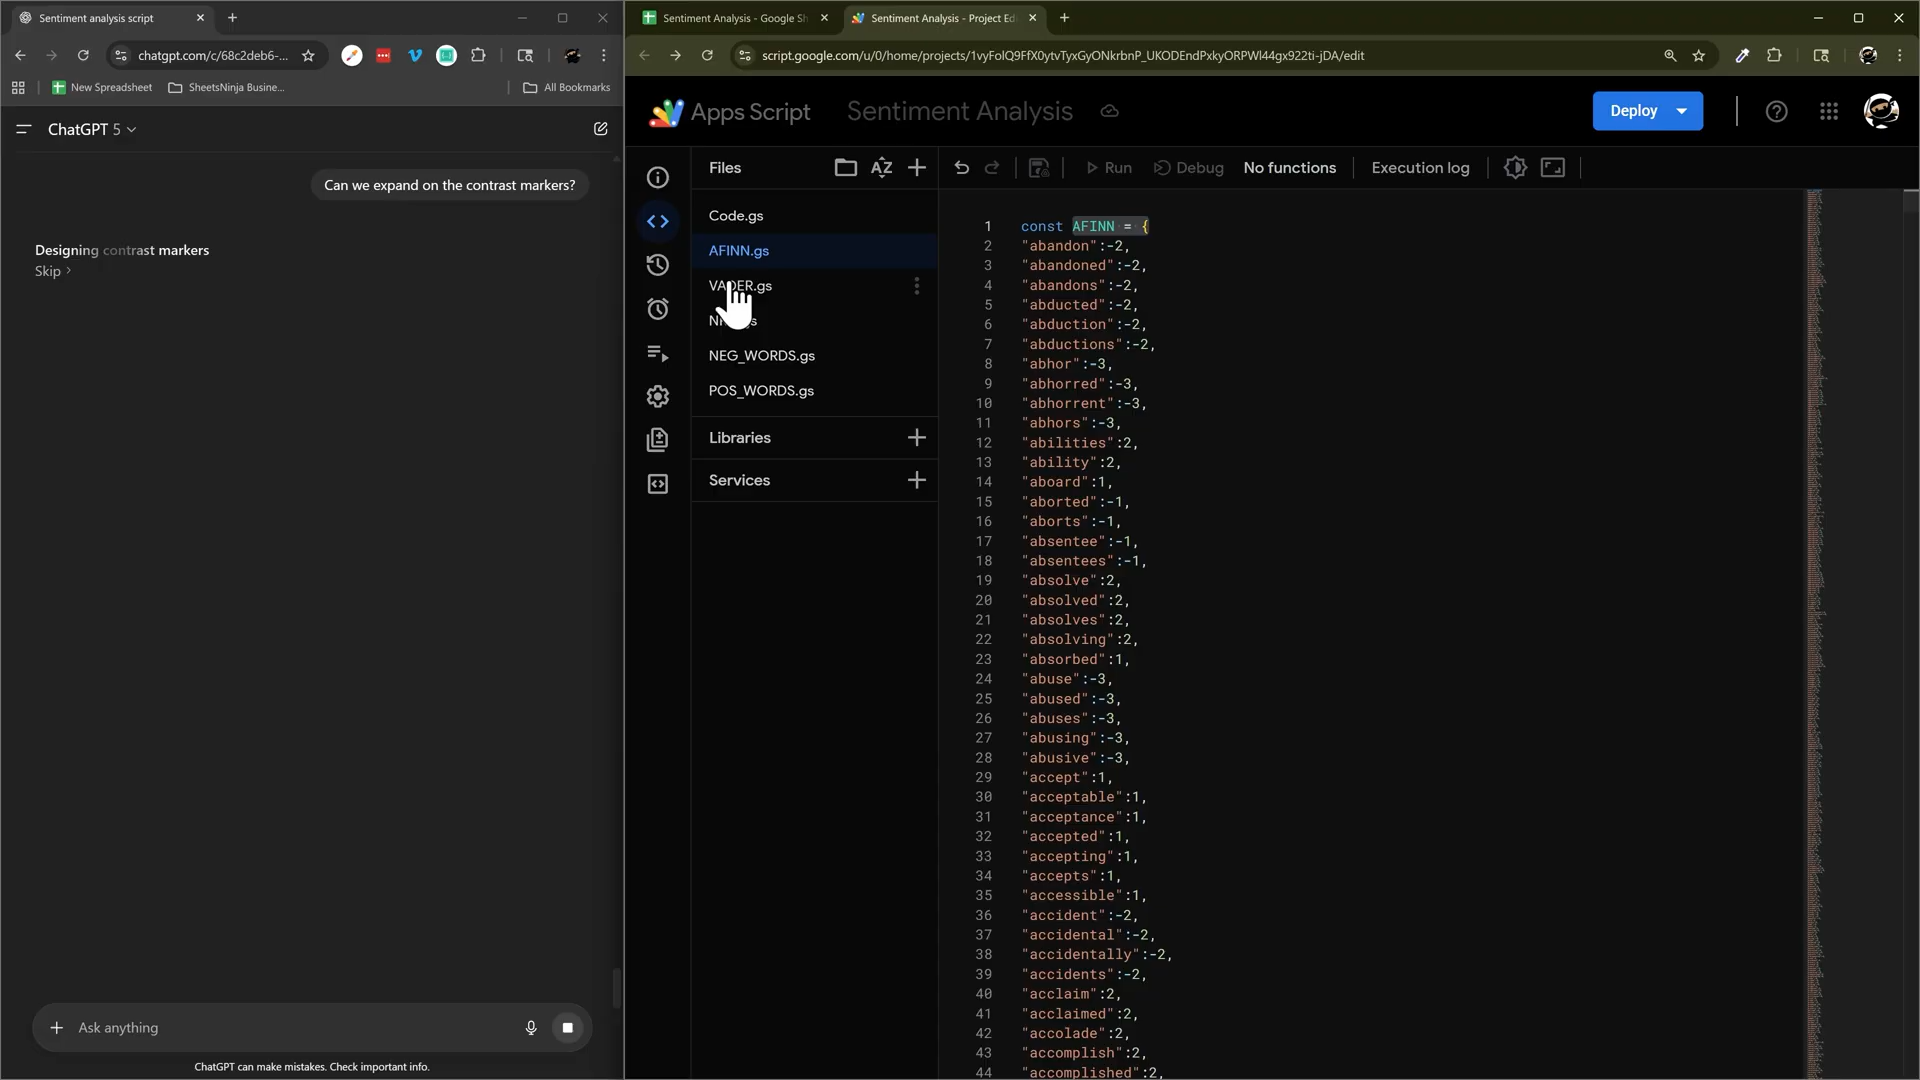 Sentiment analysis script
chatgpt.com/c/68c2deb6-...
New Spreadsheet
SheetsNinja Busine...
All Bookmarks
ChatGPT 5
Can we expand on the contrast markers?
Designing contrast markers
Skip
Ask anything
ChatGPT can make mistakes. Check important info.
Sentiment Analysis - Google Sh
Sentiment Analysis - Project Edi
script.google.com/u/0/home/projects/1vyFolQ9FfX0ytvTyxGyONkrbnP_UKODEndPxkyORPWl44gx922ti-jDA/edit
Apps Script
Sentiment Analysis
Deploy
Files
Run
Debug
No functions
Execution log
Code.gs
AFINN.gs
VADER.gs
NEG_WORDS.gs
POS_WORDS.gs
Libraries
Services
1 const AFINN = {
2 "abandon":-2,
3 "abandoned":-2,
4 "abandons":-2,
5 "abducted":-2,
6 "abduction":-2,
7 "abductions":-2,
8 "abhor":-3,
9 "abhorred":-3,
10 "abhorrent":-3,
11 "abhors":-3,
12 "abilities":2,
13 "ability":2,
14 "aboard":1,
15 "aborted":-1,
16 "aborts":-1,
17 "absentee":-1,
18 "absentees":-1,
19 "absolve":2,
20 "absolved":2,
21 "absolves":2,
22 "absolving":2,
23 "absorbed":1,
24 "abuse":-3,
25 "abused":-3,
26 "abuses":-3,
27 "abusing":-3,
28 "abusive":-3,
29 "accept":1,
30 "acceptable":1,
31 "acceptance":1,
32 "accepted":1,
33 "accepting":1,
34 "accepts":1,
35 "accessible":1,
36 "accident":-2,
37 "accidental":-2,
38 "accidentally":-2,
39 "accidents":-2,
40 "acclaim":2,
41 "acclaimed":2,
42 "accolade":2,
43 "accomplish":2,
44 "accomplished":2,